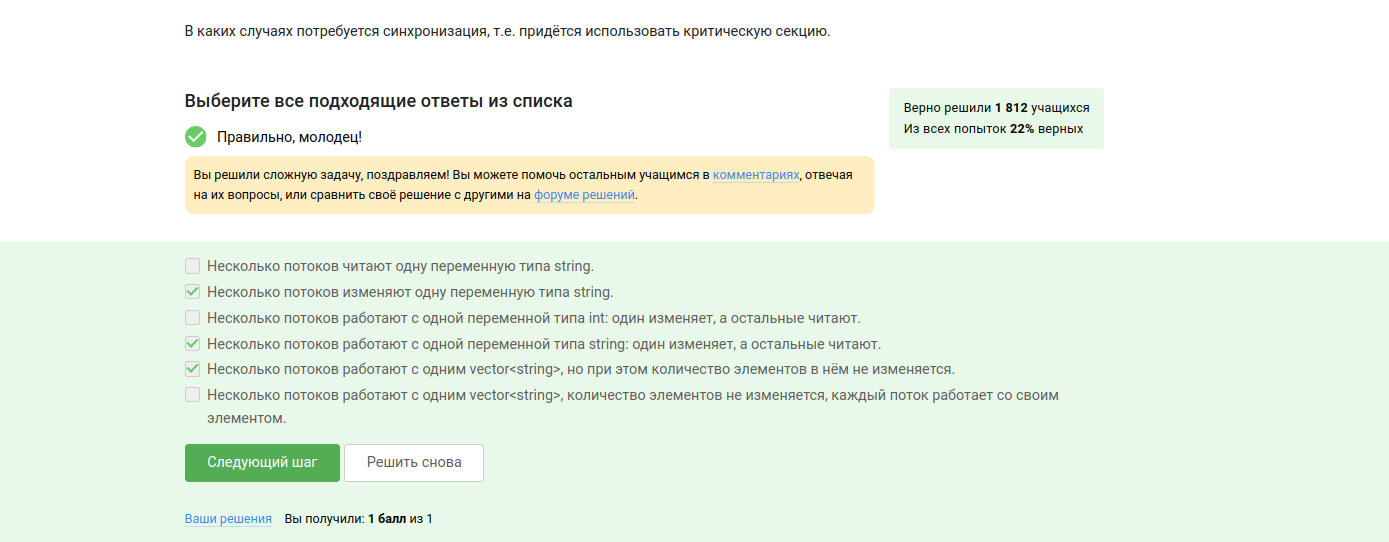 В каких случаях потребуется синхронизация, т.е. придётся использовать критическую секцию.
Выберите все подходящие ответы из списка
Верно решили 1 812 учащихся
Из всех попыток 22% верных
Правильно, молодец!
Вы решили сложную задачу, поздравляем! Вы можете помочь остальным учащимся в комментариях, отвечая
на их вопросы, или сравнить своё решение с другими на форуме решений.
Несколько потоков читают одну переменную типа string.
Несколько потоков изменяют одну переменную типа string.
Несколько потоков работают с одной переменной типа int: один изменяет, а остальные читают.
Несколько потоков работают с одной переменной типа string: один изменяет, а остальные читают.
Несколько потоков работают с одним vector<string>, но при этом количество элементов в нём не изменяется.
Несколько потоков работают с одним vector<string>, количество элементов не изменяется, каждый поток работает со своим
элементом.
Следующий шаг
Решить снова
Ваши решения Вы получили: 1 балл из 1